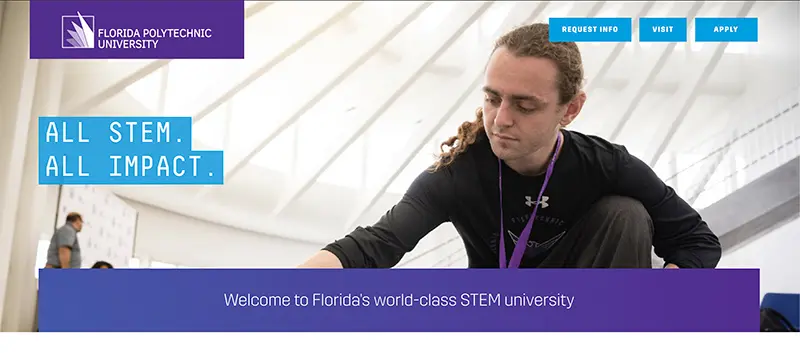 FLORIDA POLYTECHNIC
UNIVERSITY
REQUEST INFO
VISIT
APPLY
ALL STEM.
ALL IMPACT.
Welcome to Florida's world-class STEM university